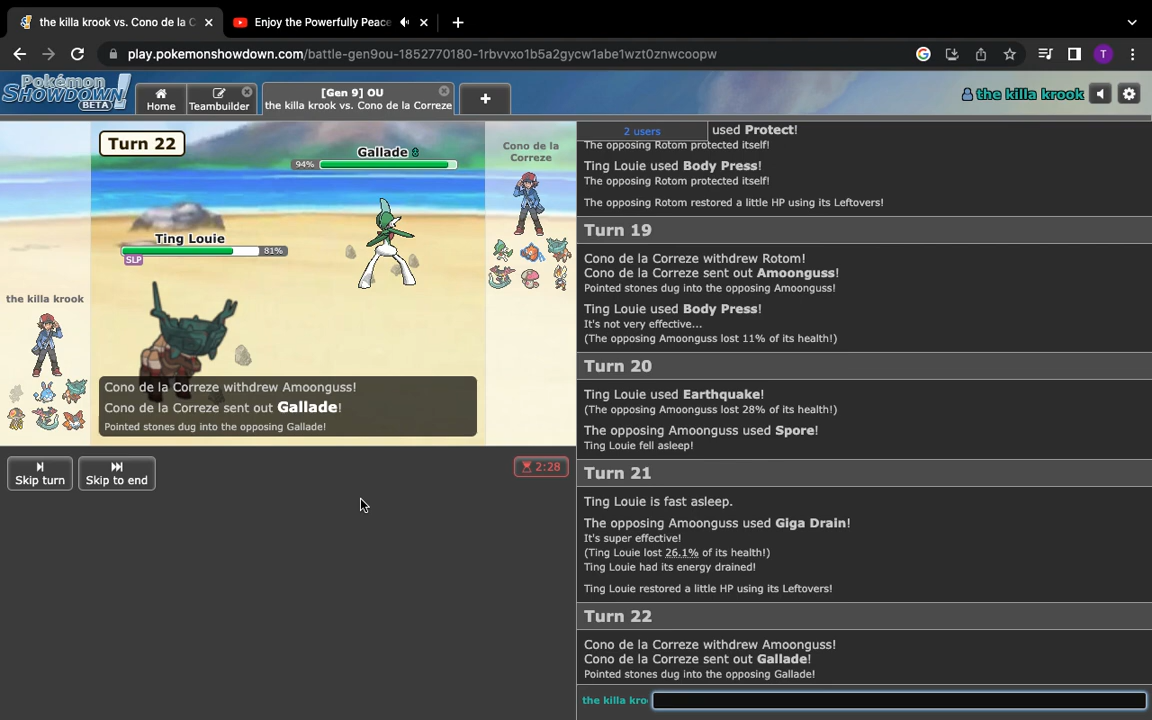 the killa krook vs. Cono de la C
Enjoy the Powerfully Peace
play.pokemonshowdown.com/battle-gen9ou-1852770180-1rbvvxo1b5a2gycw1abe1wzt0znwcoopw
T
Pokémon
SHOWDOWN!
BETA
Home
Teambuilder
[Gen 9] OU
the killa krook vs. Cono de la Correze
the killa krook
Turn 22
Gallade
94%
Ting Louie
81%
SLP
Cono de la
Correze
the killa krook
Cono de la Correze withdrew Amoonguss!
Cono de la Correze sent out Gallade!
Pointed stones dug into the opposing Gallade!
Skip turn
Skip to end
2:28
2 users
used Protect!
The opposing Rotom protected itself!
Ting Louie used Body Press!
The opposing Rotom protected itself!
The opposing Rotom restored a little HP using its Leftovers!
Turn 19
Cono de la Correze withdrew Rotom!
Cono de la Correze sent out Amoonguss!
Pointed stones dug into the opposing Amoonguss!
Ting Louie used Body Press!
It's not very effective...
(The opposing Amoonguss lost 11% of its health!)
Turn 20
Ting Louie used Earthquake!
(The opposing Amoonguss lost 28% of its health!)
The opposing Amoonguss used Spore!
Ting Louie fell asleep!
Turn 21
Ting Louie is fast asleep.
The opposing Amoonguss used Giga Drain!
It's super effective!
(Ting Louie lost 26.1% of its health!)
Ting Louie had its energy drained!
Ting Louie restored a little HP using its Leftovers!
Turn 22
Cono de la Correze withdrew Amoonguss!
Cono de la Correze sent out Gallade!
Pointed stones dug into the opposing Gallade!
the killa kro